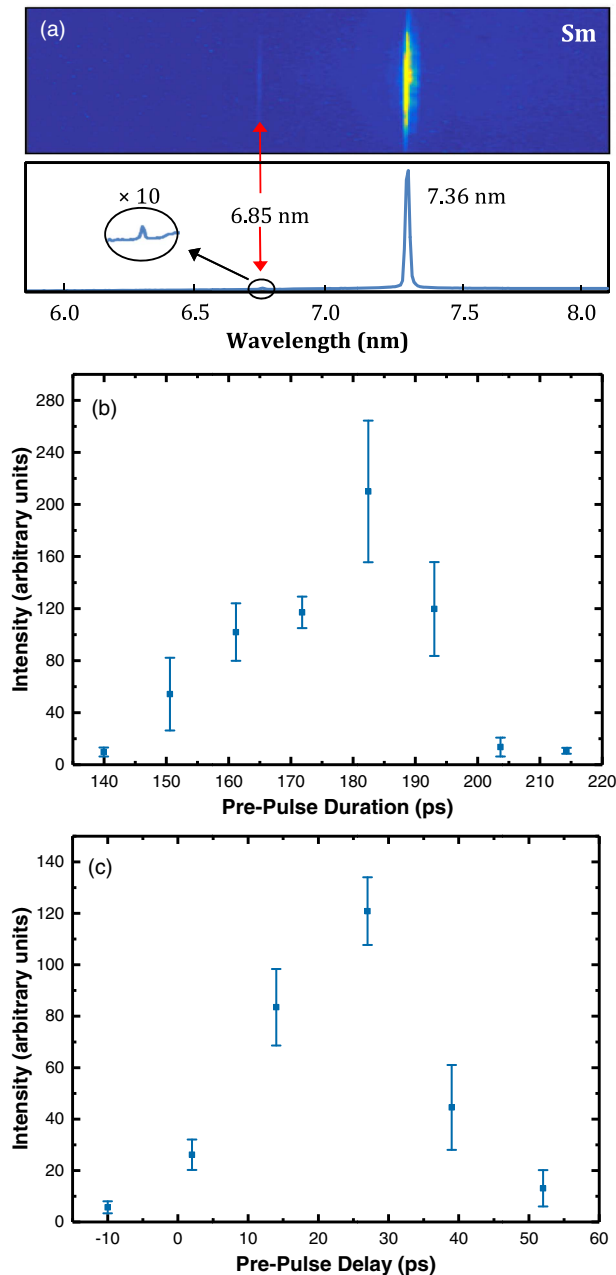 (a)
Sm
× 10
6.85 nm
7.36 nm
6.0 6.5 7.0 7.5 8.0
Wavelength (nm)
(b)
280
240
200
160
120
80
40
0
Intensity (arbitrary units)
140 150 160 170 180 190 200 210 220
Pre-Pulse Duration (ps)
(c)
140
120
100
80
60
40
20
0
Intensity (arbitrary units)
-10 0 10 20 30 40 50 60
Pre-Pulse Delay (ps)